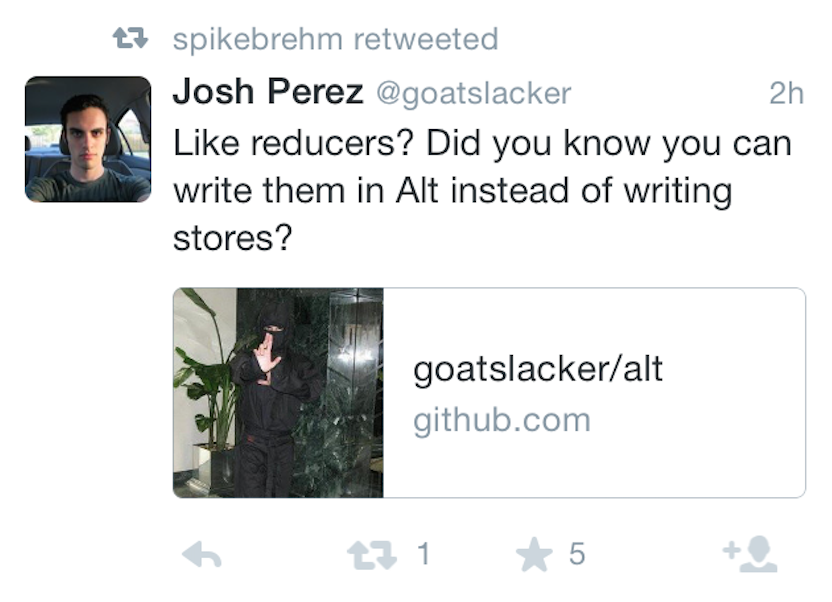 spikebrehm retweeted
Josh Perez @goatslacker 2h
Like reducers? Did you know you can
write them in Alt instead of writing
stores?
goatslacker/alt
github.com
1 5